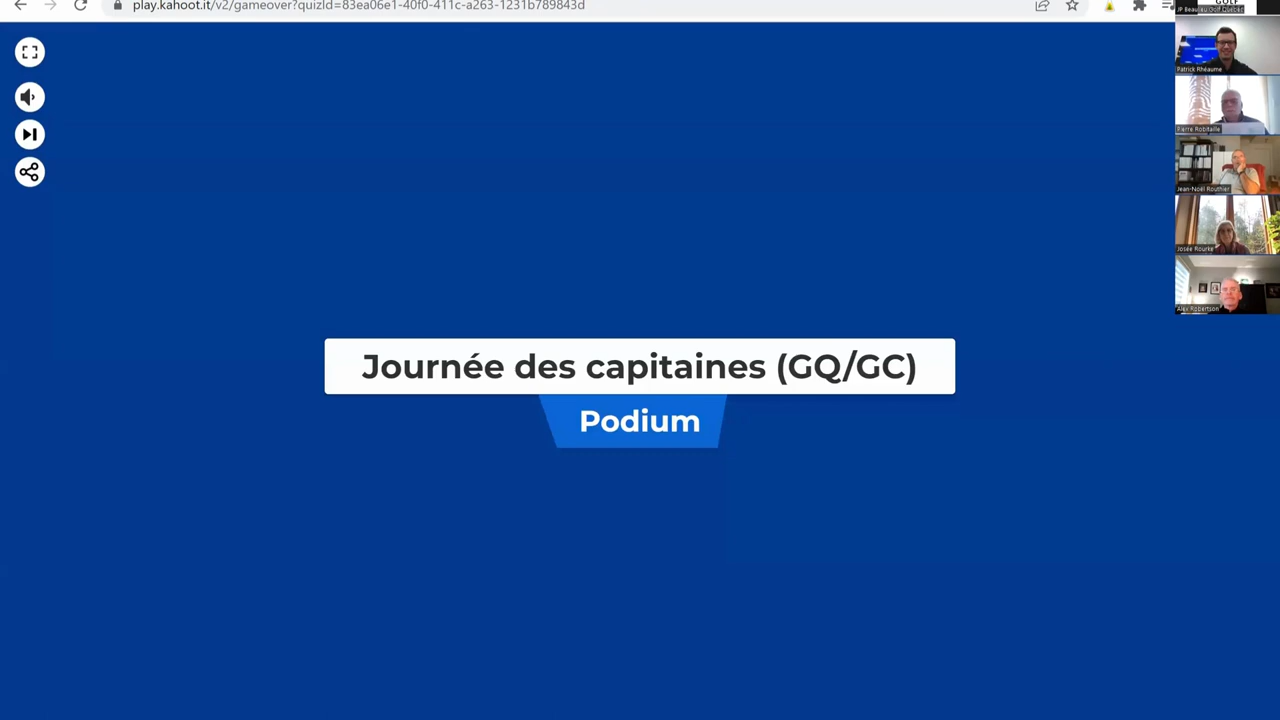 play.kahoot.it/v2/gameover?quizId=83ea06e1-40f0-411c-a263-1231b789843d
GOLF
Patrick Rhéaume
Pierre Robitaille
Jean-Noël Routhier
Josée Rourke
Alex Robertson
Journée des capitaines (GQ/GC)
Podium